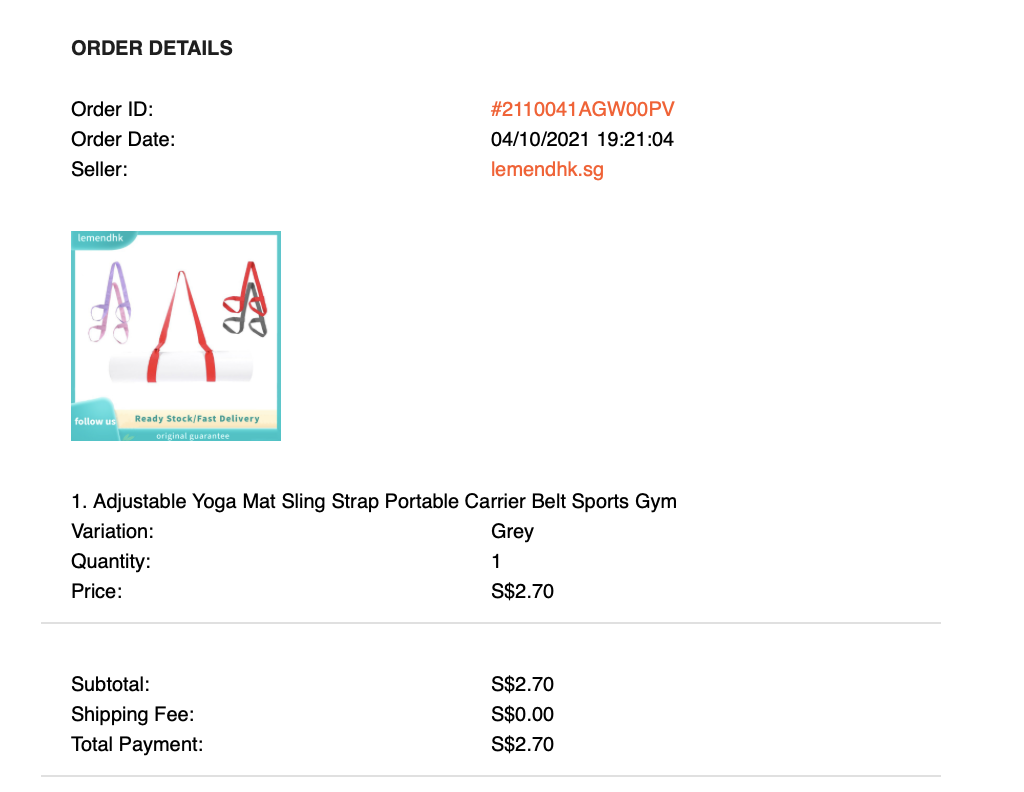 ORDER DETAILS
Order ID: #2110041AGW00PV
Order Date: 04/10/2021 19:21:04
Seller: lemendhk.sg
lemendhk
follow us
Ready Stock/Fast Delivery
original guarantee
1. Adjustable Yoga Mat Sling Strap Portable Carrier Belt Sports Gym
Variation: Grey
Quantity: 1
Price: S$2.70
Subtotal: S$2.70
Shipping Fee: S$0.00
Total Payment: S$2.70